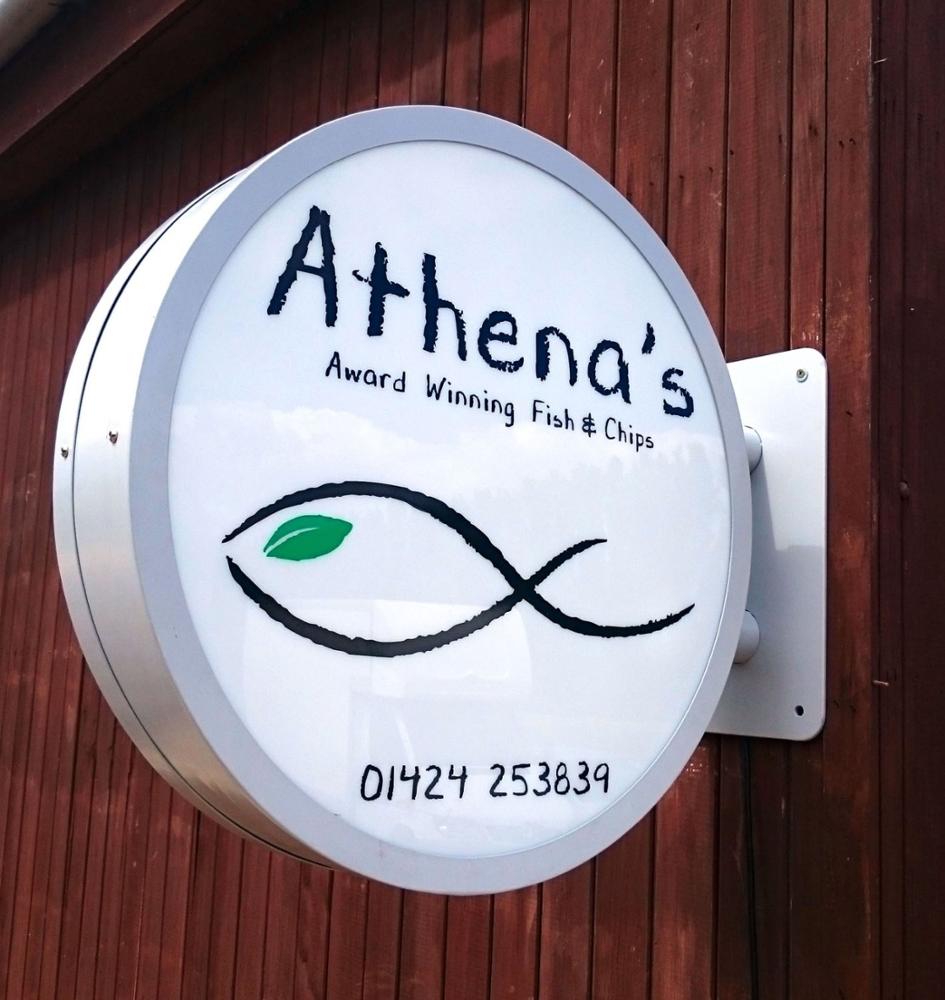 Athena's
Award Winning Fish & Chips
01424 253839